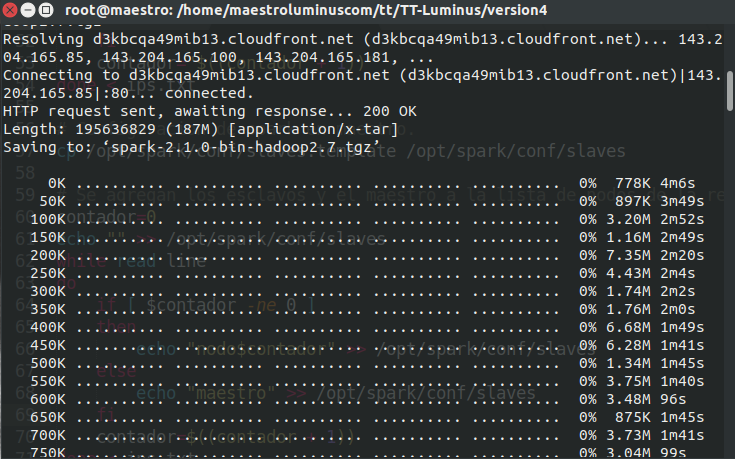 root@maestro: /home/maestroluminuscom/tt/TT-Luminus/version4
Resolving d3kbcqa49mib13.cloudfront.net (d3kbcqa49mib13.cloudfront.net)... 143.2
04.165.85, 143.204.165.100, 143.204.165.181, ...
Connecting to d3kbcqa49mib13.cloudfront.net (d3kbcqa49mib13.cloudfront.net)|143.
204.165.85|:80... connected.
HTTP request sent, awaiting response... 200 OK
Length: 195636829 (187M) [application/x-tar]
Saving to: ‘spark-2.1.0-bin-hadoop2.7.tgz’
0K .......... .......... .......... .......... .......... 0% 778K 4m6s
50K .......... .......... .......... .......... .......... 0% 897K 3m49s
100K .......... .......... .......... .......... .......... 0% 3.20M 2m52s
150K .......... .......... .......... .......... .......... 0% 1.16M 2m49s
200K .......... .......... .......... .......... .......... 0% 7.35M 2m20s
250K .......... .......... .......... .......... .......... 0% 4.43M 2m4s
300K .......... .......... .......... .......... .......... 0% 1.74M 2m2s
350K .......... .......... .......... .......... .......... 0% 1.76M 2m0s
400K .......... .......... .......... .......... .......... 0% 6.68M 1m49s
450K .......... .......... .......... .......... .......... 0% 6.28M 1m41s
500K .......... .......... .......... .......... .......... 0% 1.34M 1m45s
550K .......... .......... .......... .......... .......... 0% 3.75M 1m40s
600K .......... .......... .......... .......... .......... 0% 3.48M 96s
650K .......... .......... .......... .......... .......... 0% 875K 1m45s
700K .......... .......... .......... .......... .......... 0% 3.73M 1m41s
750K .......... .......... .......... .......... .......... 0% 3.04M 99s